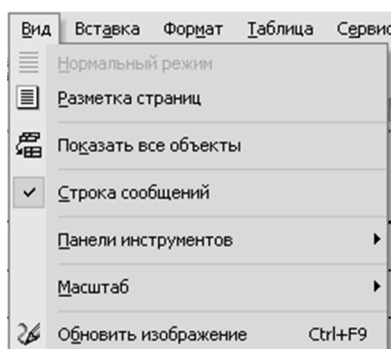 Вид Вставка Формат Таблица Сервис
Нормальный режим
Разметка страниц
Показать все объекты
Строка сообщений
Панели инструментов
Масштаб
Обновить изображение Ctrl+F9